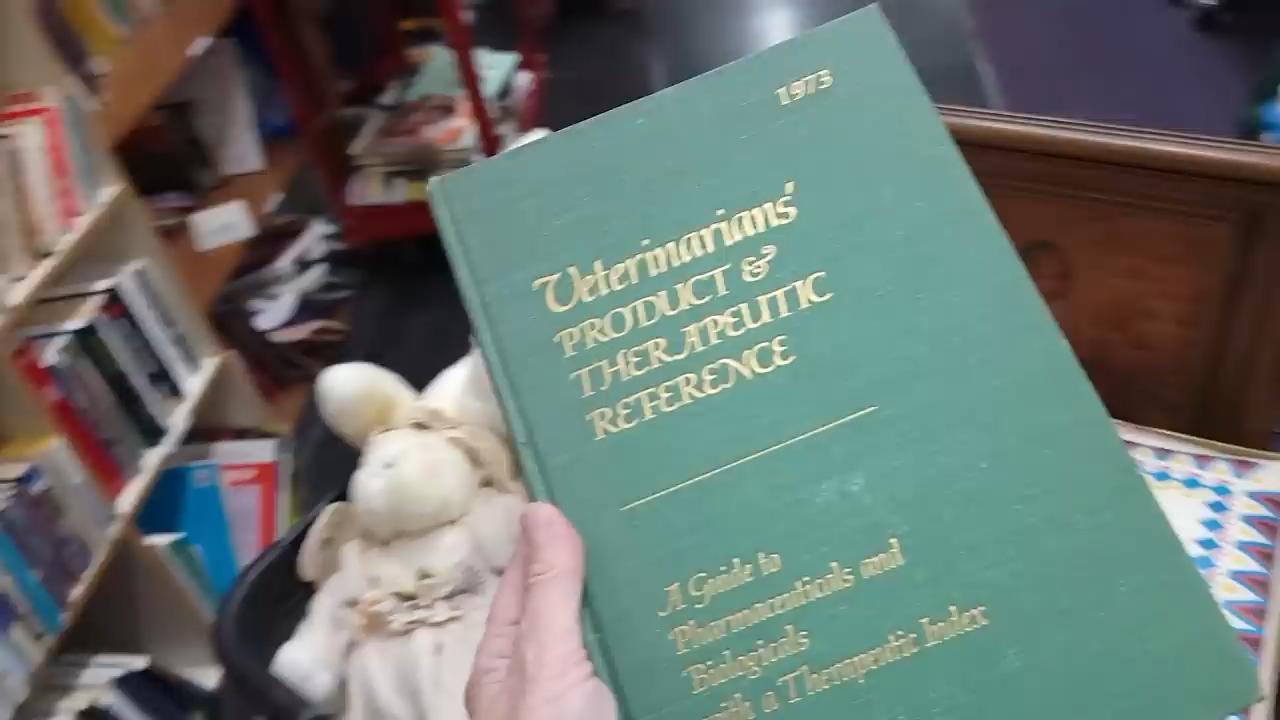 1973
Veterinarians'
PRODUCT &
THERAPEUTIC
REFERENCE
A Guide to
Pharmaceuticals and
Biologicals
with a Therapeutic Index